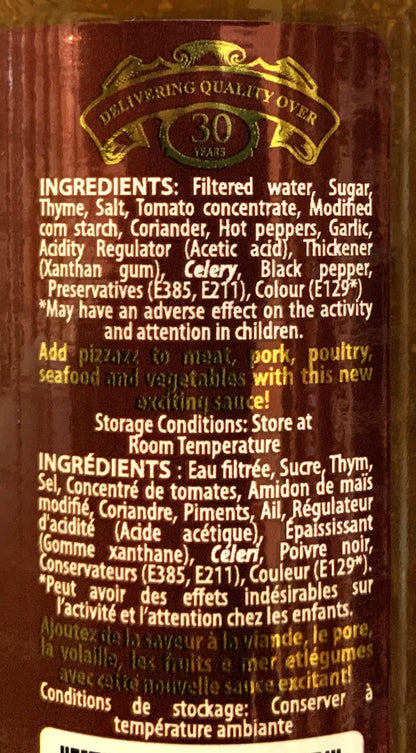 DELIVERING QUALITY OVER
30
YEARS
INGREDIENTS: Filtered water, Sugar,
Thyme, Salt, Tomato concentrate, Modified
corn starch, Coriander, Hot peppers, Garlic,
Acidity Regulator (Acetic acid), Thickener
(Xanthan gum), Celery, Black pepper,
Preservatives (E385, E211), Colour (E129*)
*May have an adverse effect on the activity
and attention in children.
Add pizzazz to meat, pork, poultry,
seafood and vegetables with this new
exciting sauce!
Storage Conditions: Store at
Room Temperature
INGRÉDIENTS : Eau filtrée, Sucre, Thym,
Sel, Concentré de tomates, Amidon de maïs
modifié, Coriandre, Piments, Ail, Régulateur
d'acidité (Acide acétique), Épaississant
(Gomme xanthane), Céleri, Poivre noir,
Conservateurs (E385, E211), Couleur (E129*).
*Peut avoir des effets indésirables sur
l'activité et l'attention chez les enfants.
Ajoutez de la saveur à la viande, le porc,
la volaille, les fruits e mer etlégumes
avec cette nouvelle sauce excitant!
Conditions de stockage: Conserver à
température ambiante